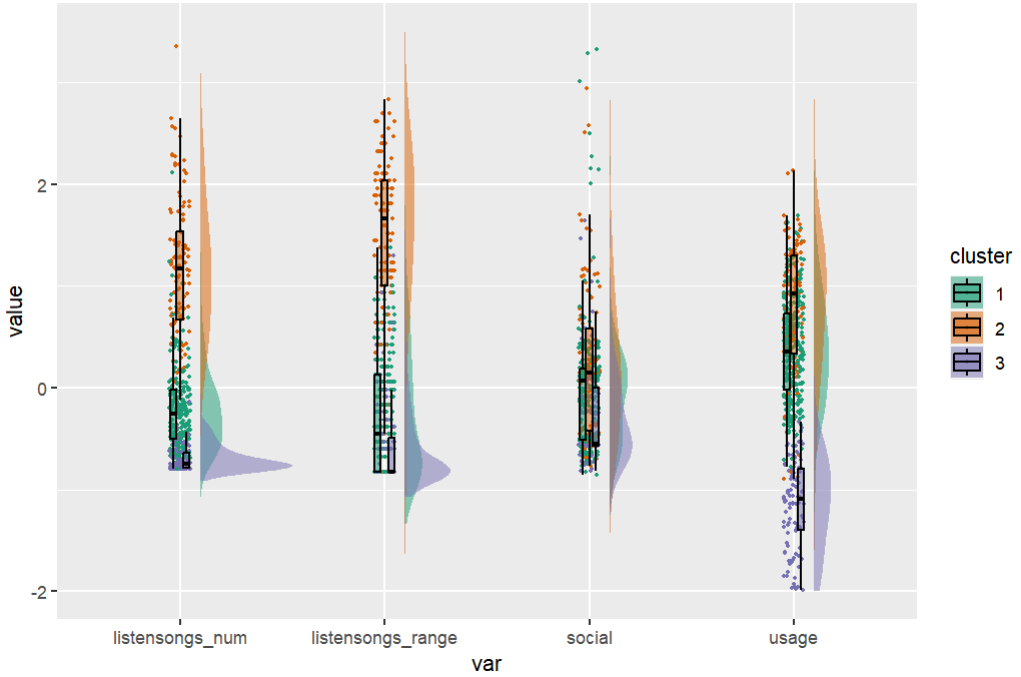 value
2
0
-2
listensongs_num listensongs_range social usage
var
cluster
1
2
3